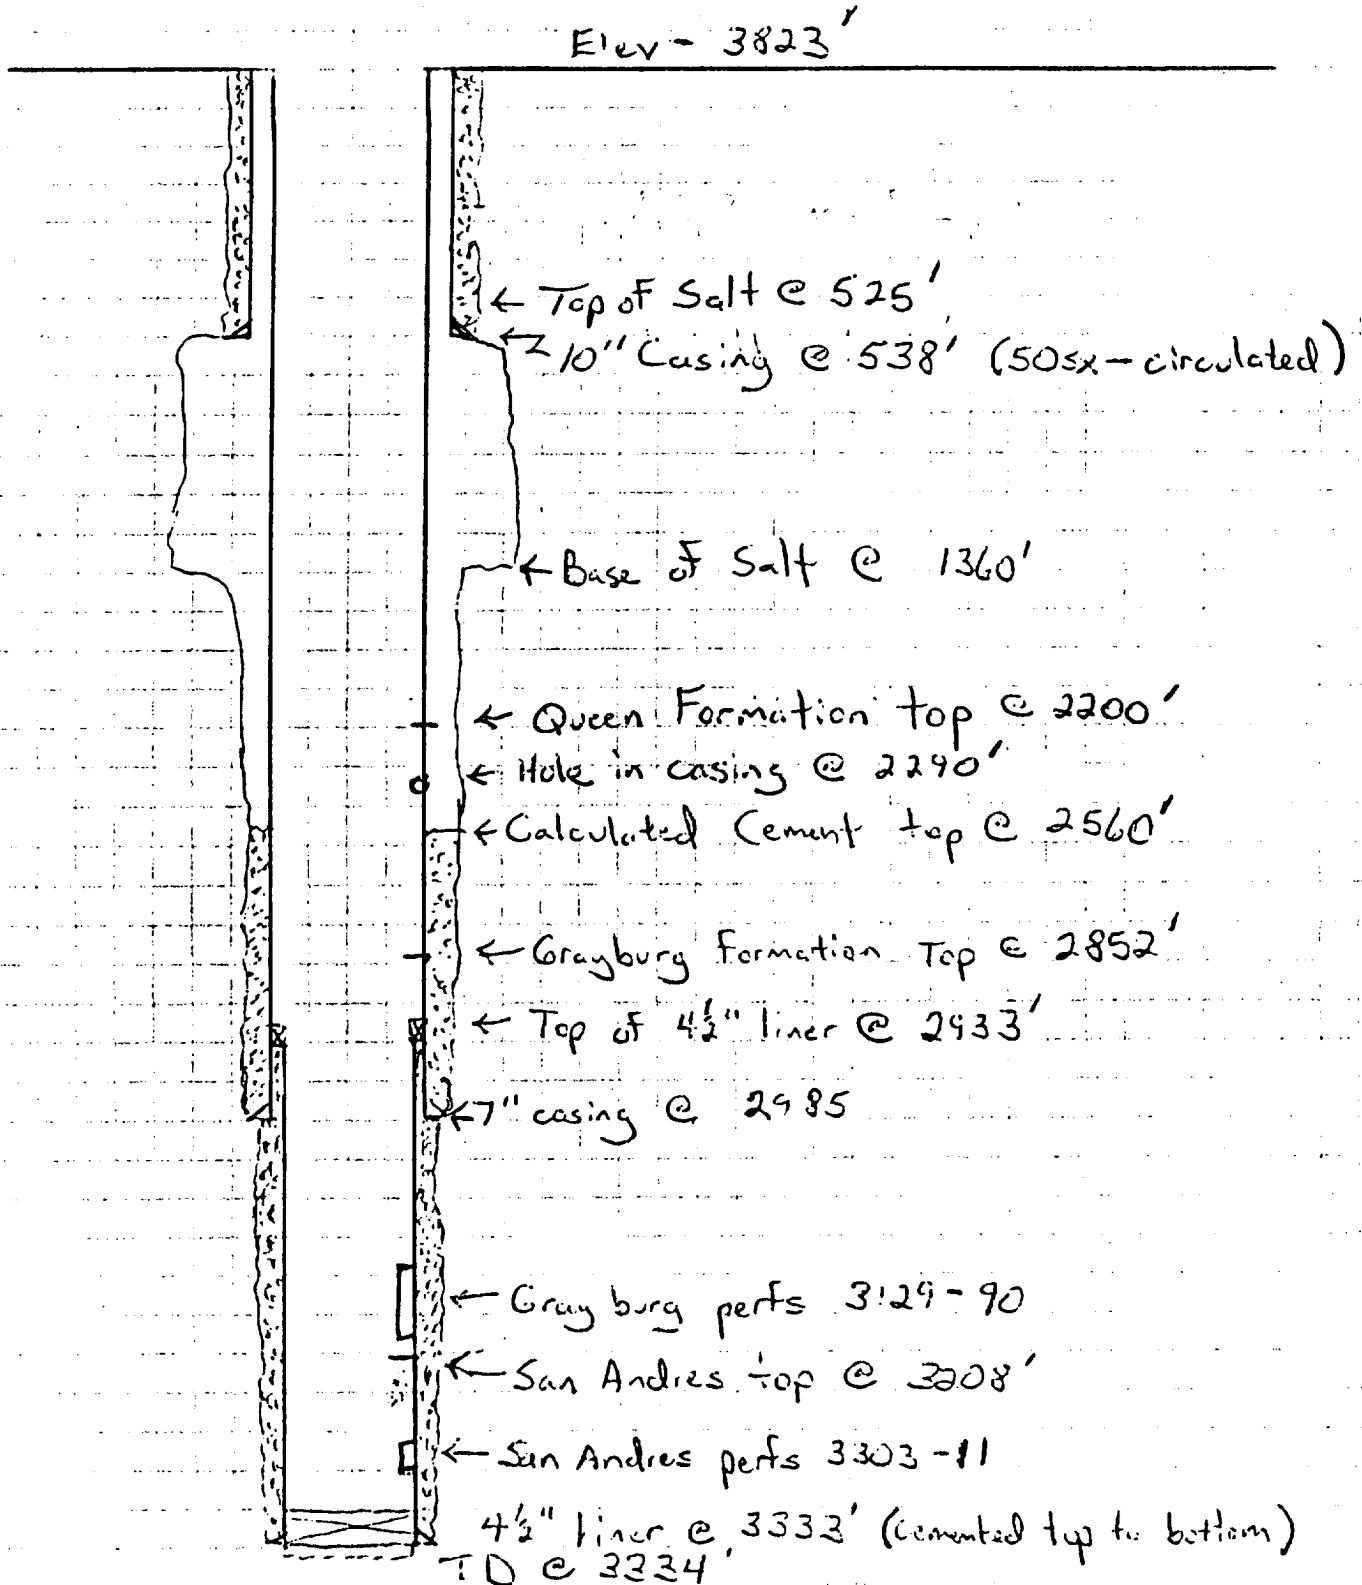 Elev - 3823'
← Top of Salt @ 525'
10" Casing @ 538' (50sx - circulated)
← Base of Salt @ 1360'
← Queen Formation top @ 2200'
← Hole in casing @ 2290'
← Calculated Cement top @ 2560'
← Grayburg Formation Top @ 2852'
← Top of 4½" liner @ 2933'
← 7" casing @ 2985
← Grayburg perfs 3129-90
← San Andres top @ 3208'
← San Andres perfs 3303-11
4½" liner @ 3333' (cemented top to bottom)
TD @ 3334'